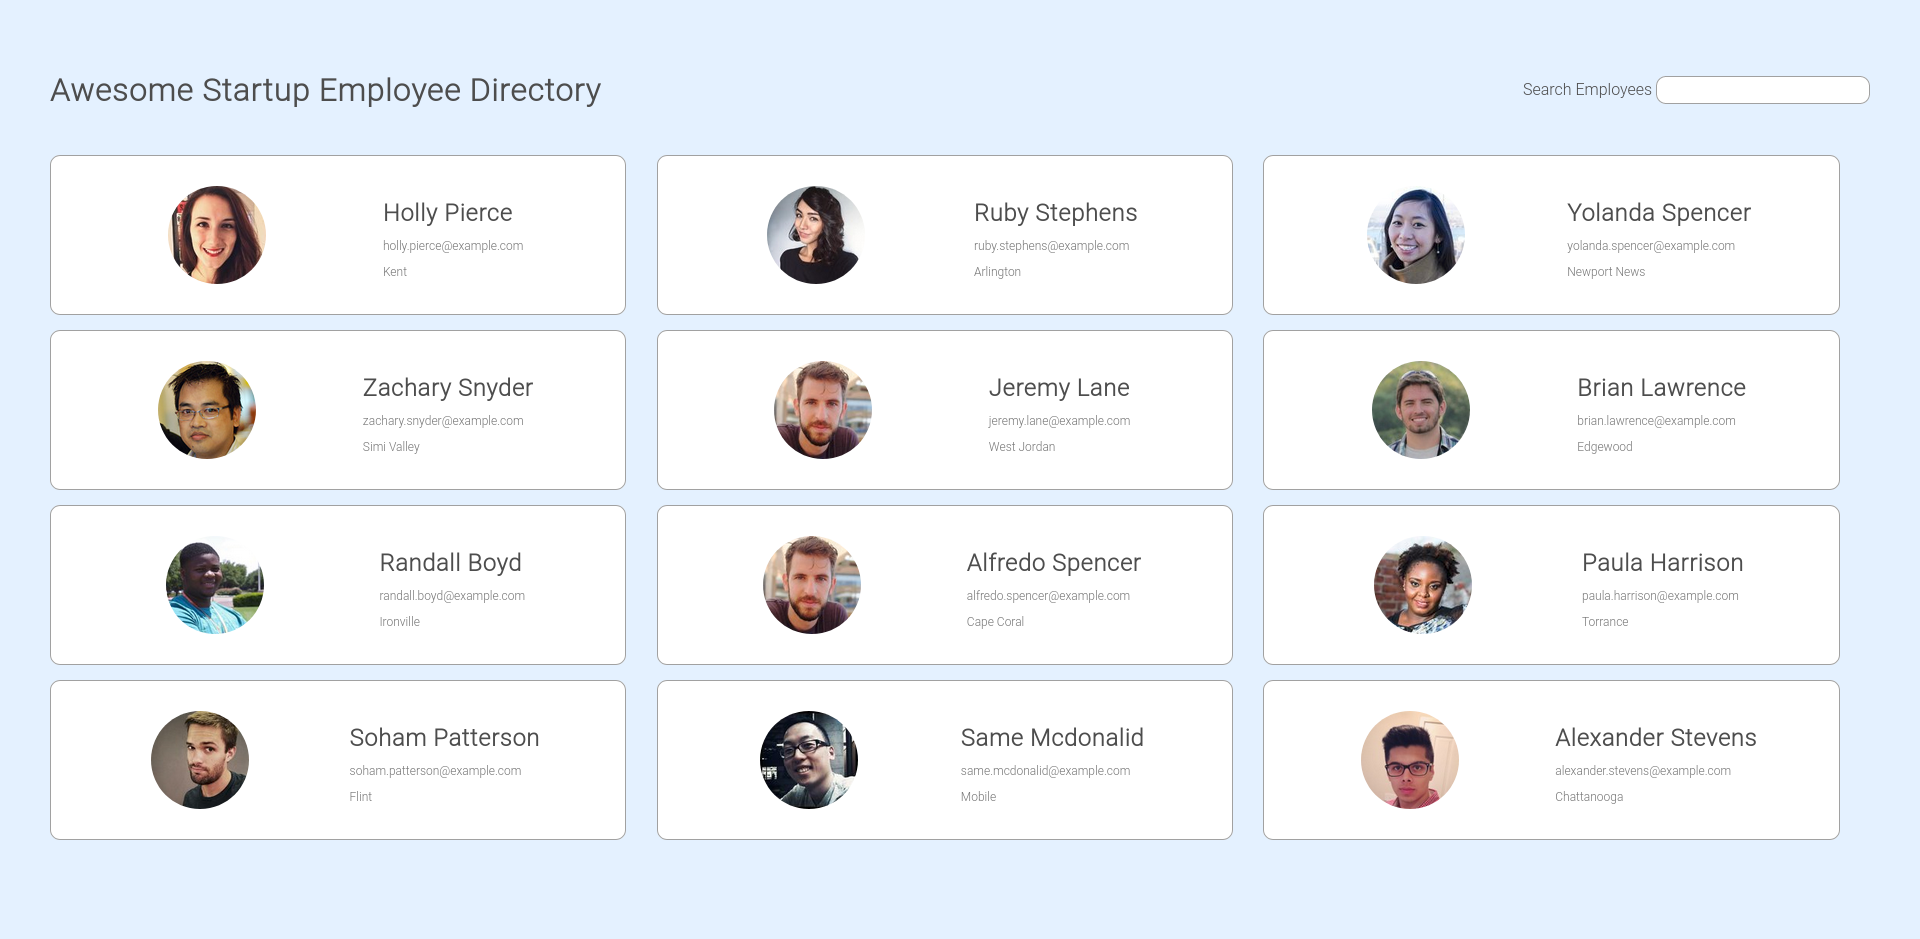 Awesome Startup Employee Directory
Search Employees
Holly Pierce
holly.pierce@example.com
Kent
Ruby Stephens
ruby.stephens@example.com
Arlington
Yolanda Spencer
yolanda.spencer@example.com
Newport News
Zachary Snyder
zachary.snyder@example.com
Simi Valley
Jeremy Lane
jeremy.lane@example.com
West Jordan
Brian Lawrence
brian.lawrence@example.com
Edgewood
Randall Boyd
randall.boyd@example.com
Ironville
Alfredo Spencer
alfredo.spencer@example.com
Cape Coral
Paula Harrison
paula.harrison@example.com
Torrance
Soham Patterson
soham.patterson@example.com
Flint
Same Mcdonalid
same.mcdonalid@example.com
Mobile
Alexander Stevens
alexander.stevens@example.com
Chattanooga